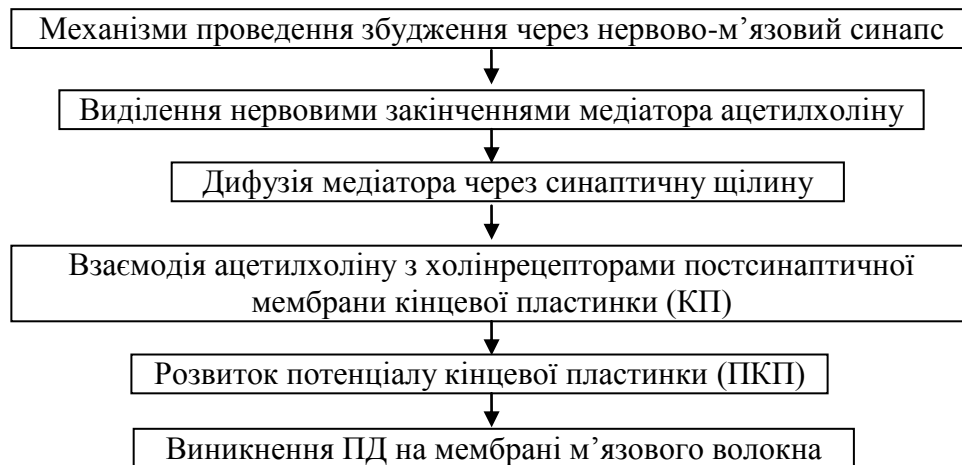 Механізми проведення збудження через нервово-м’язовий синапс
Виділення нервовими закінченнями медіатора ацетилхоліну
Дифузія медіатора через синаптичну щілину
Взаємодія ацетилхоліну з холінрецепторами постсинаптичної
мембрани кінцевої пластинки (КП)
Розвиток потенціалу кінцевої пластинки (ПКП)
Виникнення ПД на мембрані м’язового волокна